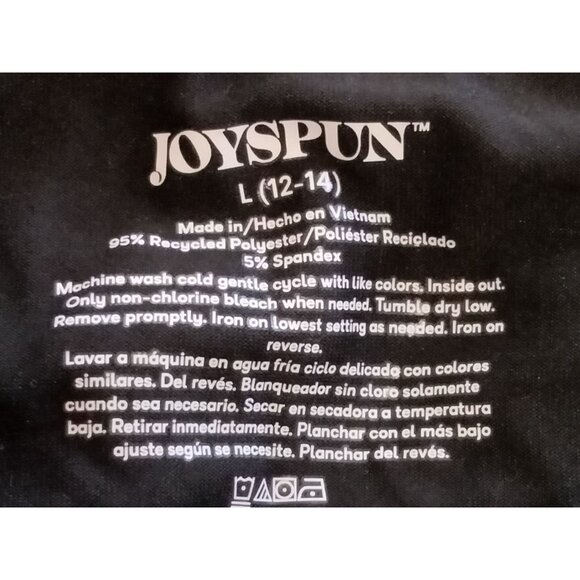 JOYSPUN™
L (12-14)
Made in/Hecho en Vietnam
95% Recycled Polyester/Poliéster Reciclado
5% Spandex
Machine wash cold gentle cycle with like colors. Inside out.
Only non-chlorine bleach when needed. Tumble dry low.
Remove promptly. Iron on lowest setting as needed. Iron on
reverse.
Lavar a máquina en agua fría ciclo delicado con colores
similares. Del revés. Blanqueador sin cloro solamente
cuando sea necesario. Secar en secadora a temperatura
baja. Retirar inmediatamente. Planchar con el más bajo
ajuste según se necesite. Planchar del revés.